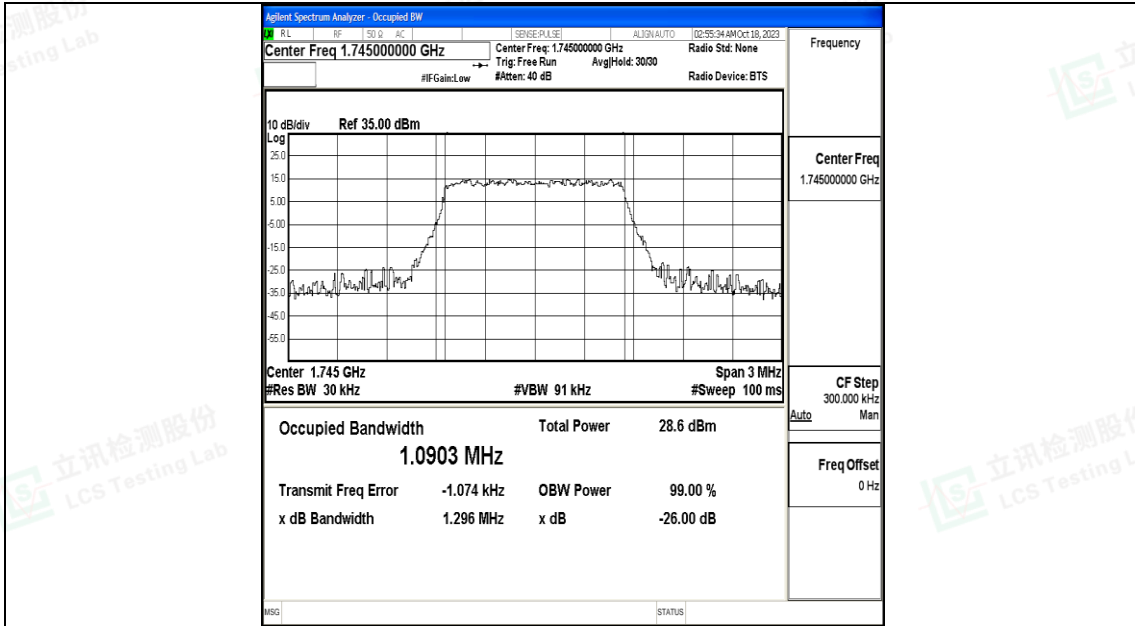 Agilent Spectrum Analyzer - Occupied BW
RL RF 50 Ω AC SENSE:PULSE ALIGN AUTO 02:55:34 AM Oct 18, 2023
Center Freq 1.745000000 GHz
Center Freq: 1.745000000 GHz
Radio Std: None
Trig: Free Run
Avg|Hold: 30/30
#IFGain:Low
#Atten: 40 dB
Radio Device: BTS
10 dB/div
Ref 35.00 dBm
Log
25.0
15.0
5.00
-5.00
-15.0
-25.0
-35.0
-45.0
-55.0
Center 1.745 GHz
Span 3 MHz
#Res BW 30 kHz
#VBW 91 kHz
#Sweep 100 ms
Occupied Bandwidth
Total Power 28.6 dBm
1.0903 MHz
Transmit Freq Error -1.074 kHz
OBW Power 99.00 %
x dB Bandwidth 1.296 MHz
x dB -26.00 dB
MSG
STATUS
Frequency
Center Freq
1.745000000 GHz
CF Step
300.000 kHz
Auto Man
Freq Offset
0 Hz
立讯检测股份
LCS Testing Lab
立讯检测股份
LCS Testing L
测股份
sting Lab
立